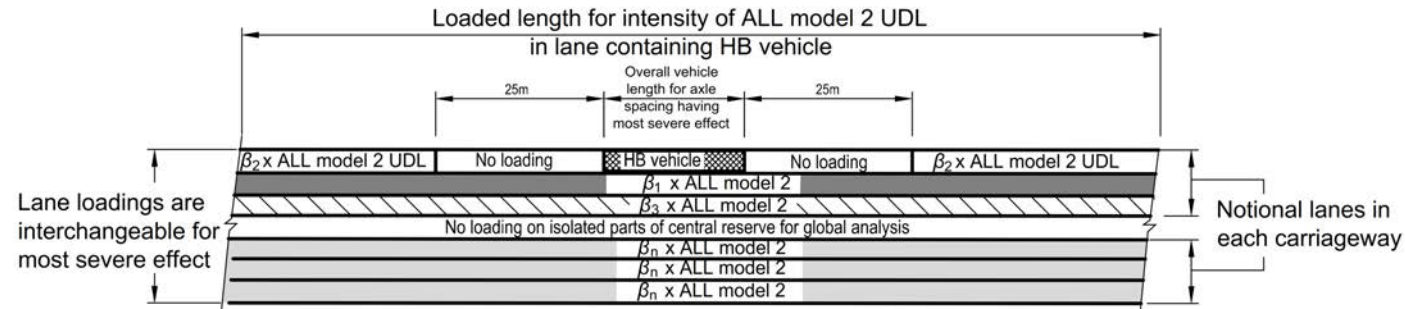 Loaded length for intensity of ALL model 2 UDL
in lane containing HB vehicle
Overall vehicle
length for axle
spacing having
most severe effect
25m
25m
β₂ x ALL model 2 UDL
No loading
HB vehicle
No loading
β₂ x ALL model 2 UDL
β₁ x ALL model 2
β₃ x ALL model 2
No loading on isolated parts of central reserve for global analysis
βₙ x ALL model 2
βₙ x ALL model 2
βₙ x ALL model 2
Lane loadings are
interchangeable for
most severe effect
Notional lanes in
each carriageway